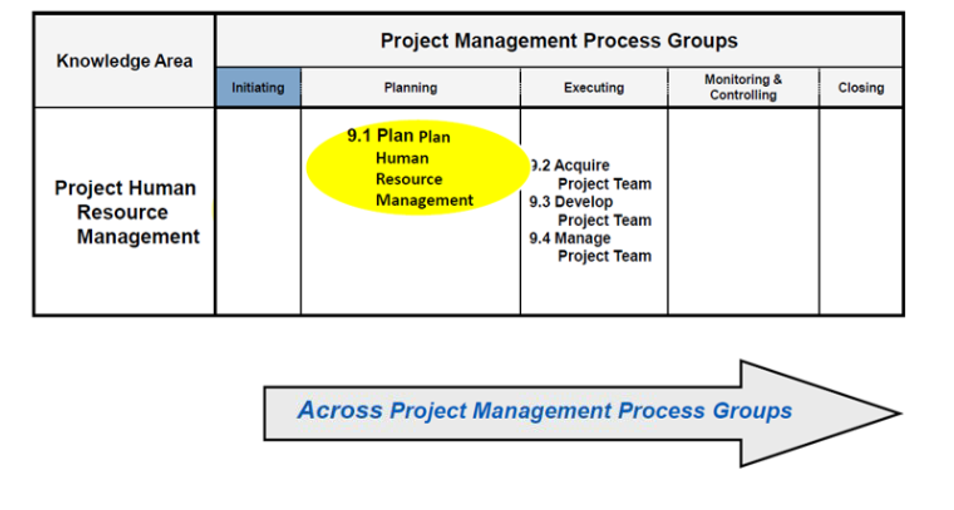 Knowledge Area
Project Management Process Groups
Initiating
Planning
Executing
Monitoring &
Controlling
Closing
Project Human
Resource
Management
9.1 Plan Plan
Human
Resource
Management
9.2 Acquire
Project Team
9.3 Develop
Project Team
9.4 Manage
Project Team
Across Project Management Process Groups